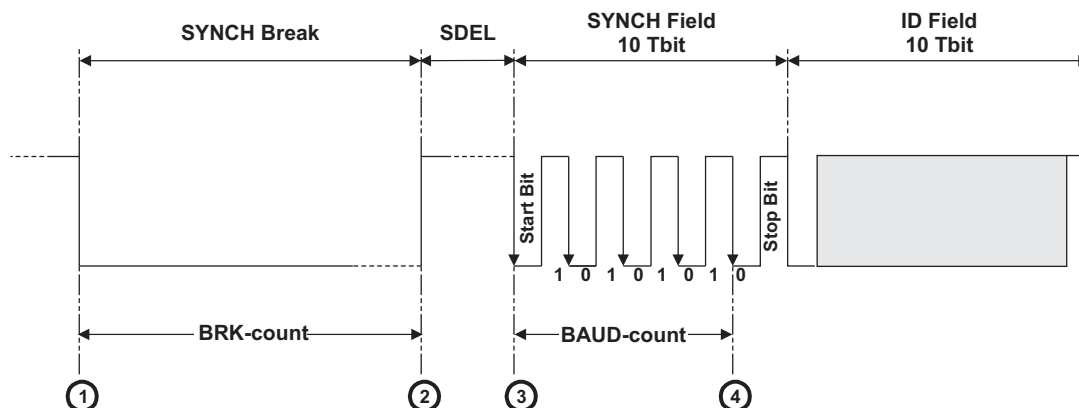 SYNCH Break
SDEL
SYNCH Field
10 Tbit
ID Field
10 Tbit
Start Bit
1 0 1 0 1 0 1 0
Stop Bit
BRK-count
BAUD-count
1
2
3
4